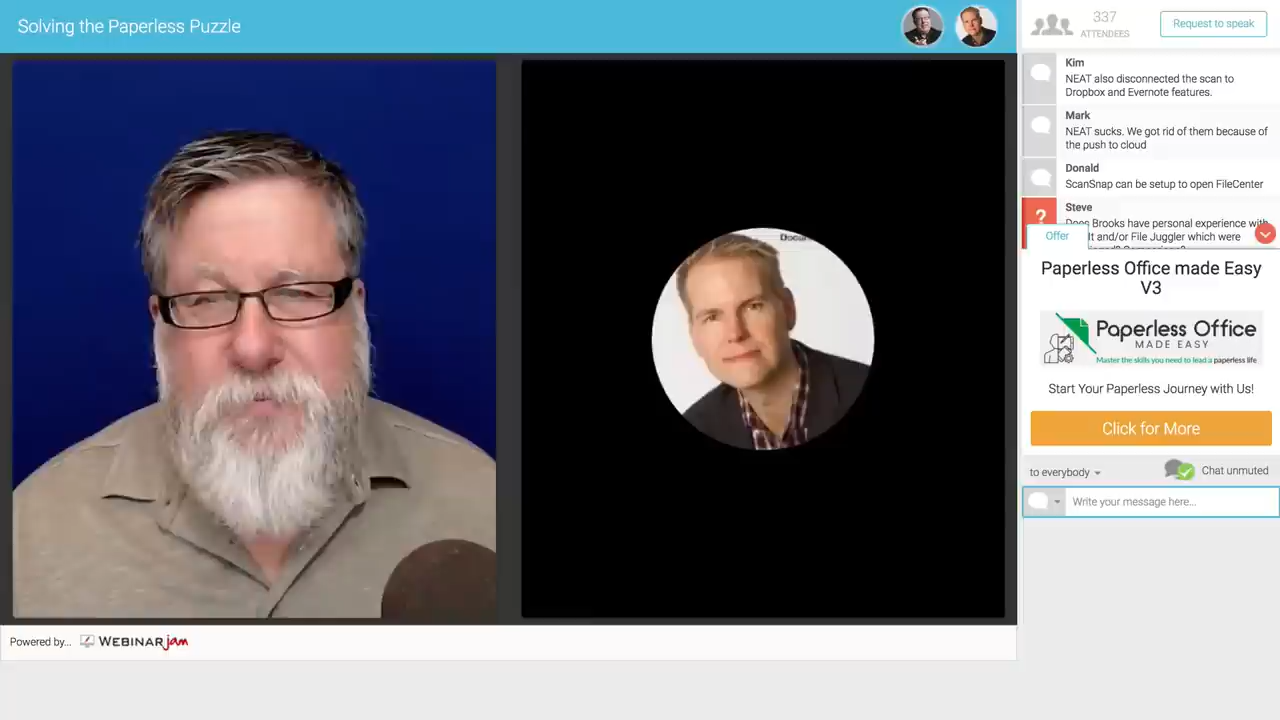 Solving the Paperless Puzzle
337
ATTENDEES
Request to speak
Kim
NEAT also disconnected the scan to
Dropbox and Evernote features.
Mark
NEAT sucks. We got rid of them because of
the push to cloud
Donald
ScanSnap can be setup to open FileCenter
?
Steve
Does Brooks have personal experience with
It and/or File Juggler which were
Offer
Paperless Office made Easy
V3
Paperless Office
MADE EASY
Master the skills you need to lead a paperless life
Start Your Paperless Journey with Us!
Click for More
to everybody
Chat unmuted
Write your message here...
Powered by...
WEBINARjam